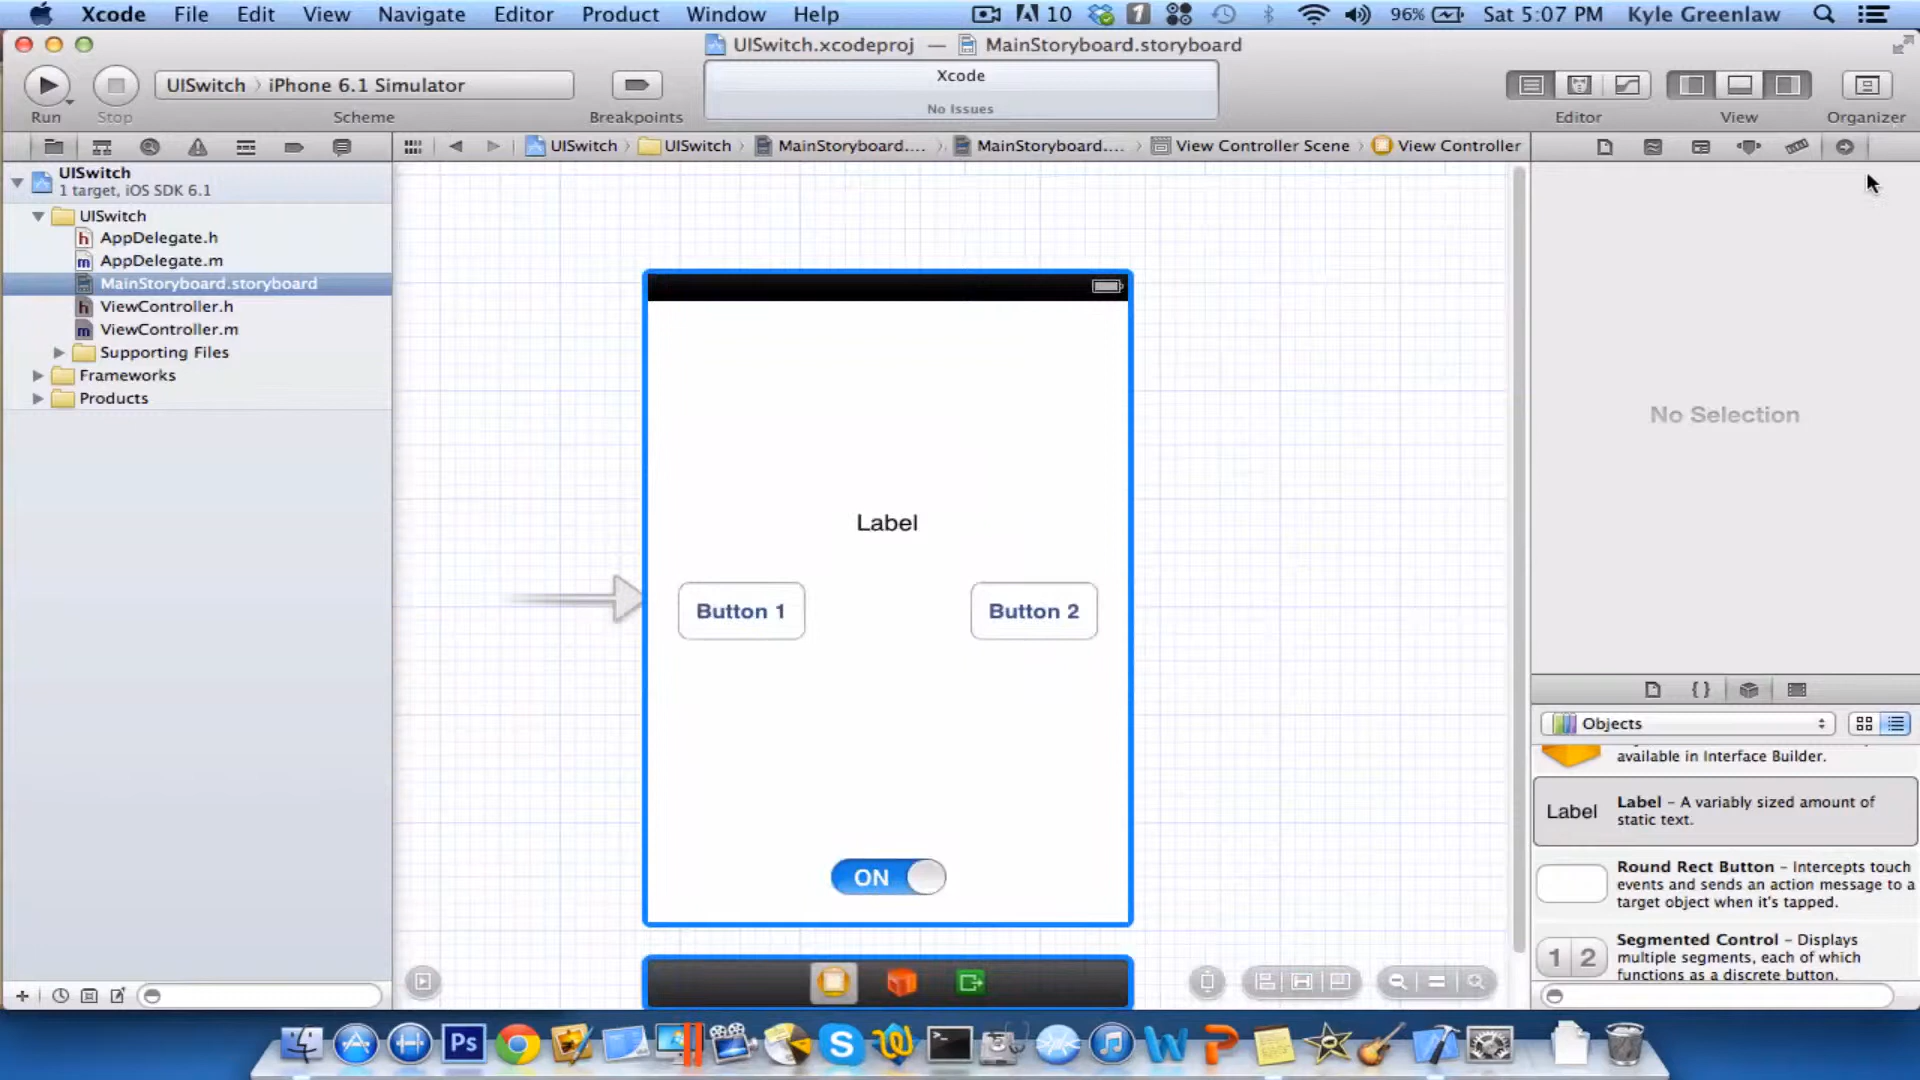 Xcode File Edit View Navigate Editor Product Window Help 10 1 96% Sat 5:07 PM Kyle Greenlaw
UISwitch.xcodeproj — MainStoryboard.storyboard
UISwitch iPhone 6.1 Simulator
Xcode
No Issues
Run Stop Scheme Breakpoints Editor View Organizer
UISwitch UISwitch MainStoryboard.... MainStoryboard.... View Controller Scene View Controller
UISwitch
1 target, iOS SDK 6.1
UISwitch
h AppDelegate.h
m AppDelegate.m
MainStoryboard.storyboard
h ViewController.h
m ViewController.m
Supporting Files
Frameworks
Products
Label
Button 1
Button 2
ON
No Selection
{ }
Objects
available in Interface Builder.
Label
Label – A variably sized amount of
static text.
Round Rect Button – Intercepts touch
events and sends an action message to a
target object when it's tapped.
1 2
Segmented Control – Displays
multiple segments, each of which
functions as a discrete button.
Ps
S
W
P